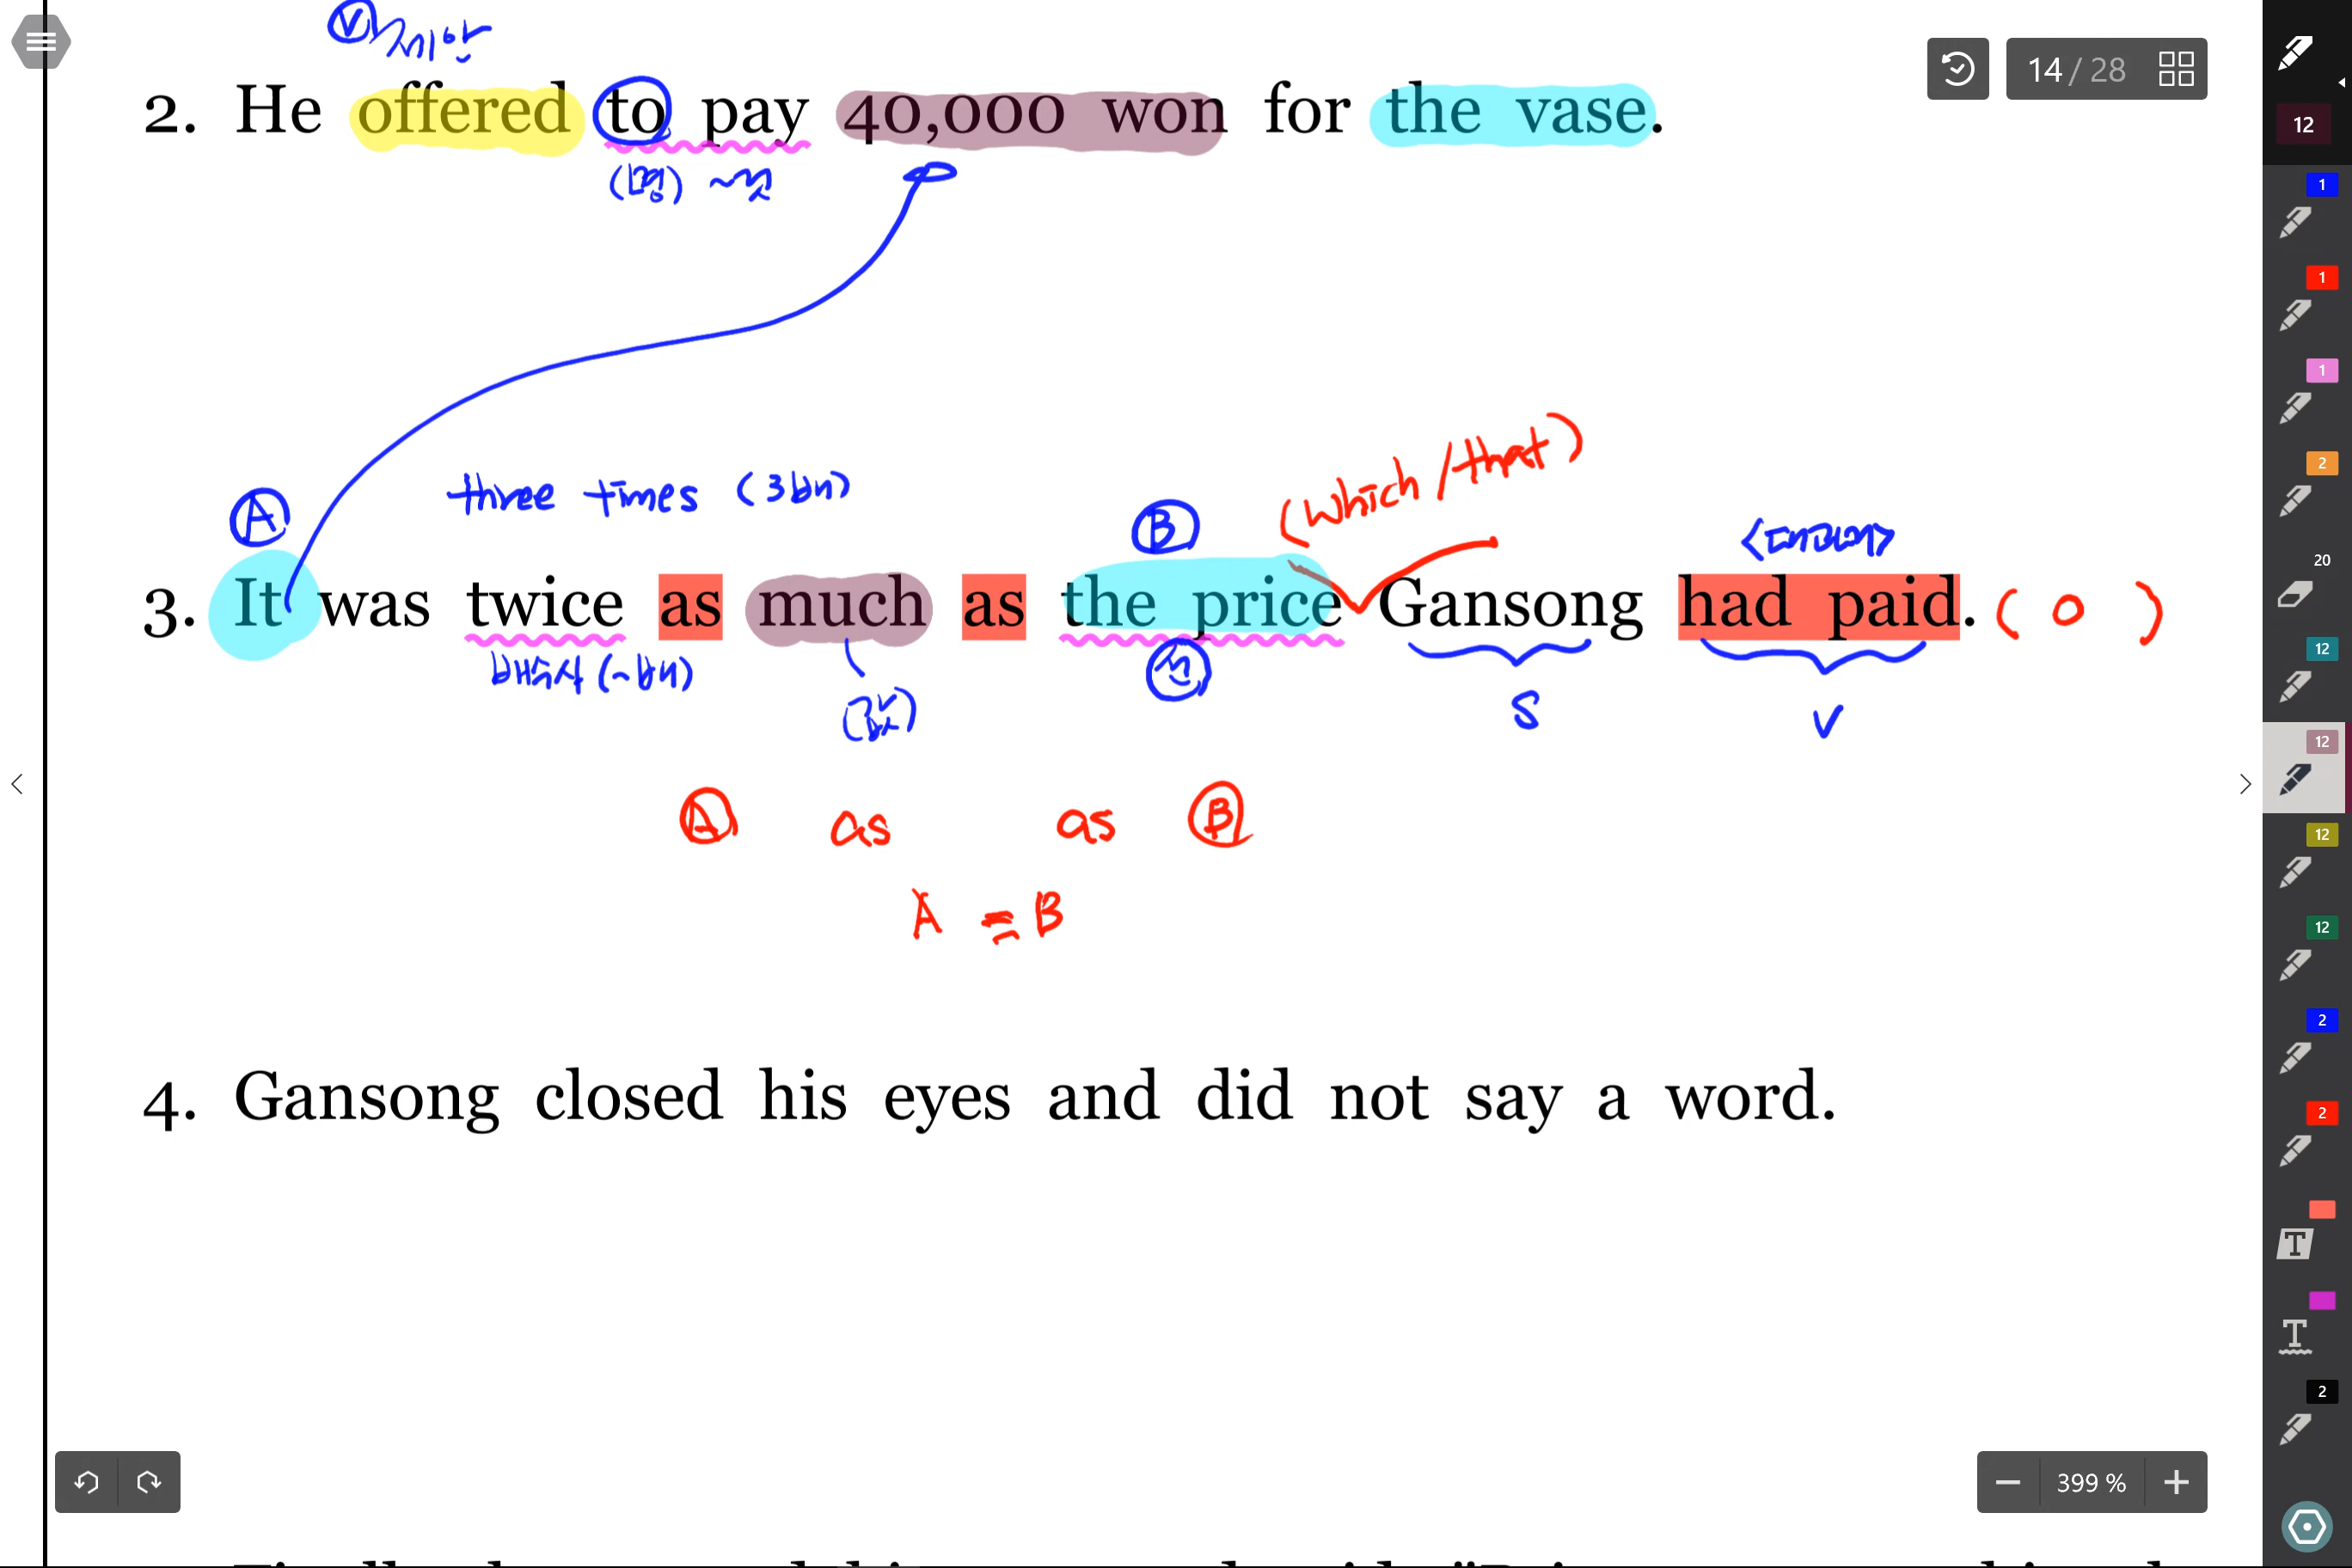 Ⓥ 제안
14 / 28
2. He offered to pay 40,000 won for the vase.
12
(명) ~것
1
1
1
2
(which / that)
three times (3배)
Ⓐ
Ⓑ
<대과거>
20
3. It was twice as much as the price Gansong had paid. ( O )
12
배수사 (~배)
S
V
12
Ⓐ as as Ⓑ
12
A = B
12
2
4. Gansong closed his eyes and did not say a word.
2
T
T
2
399 %